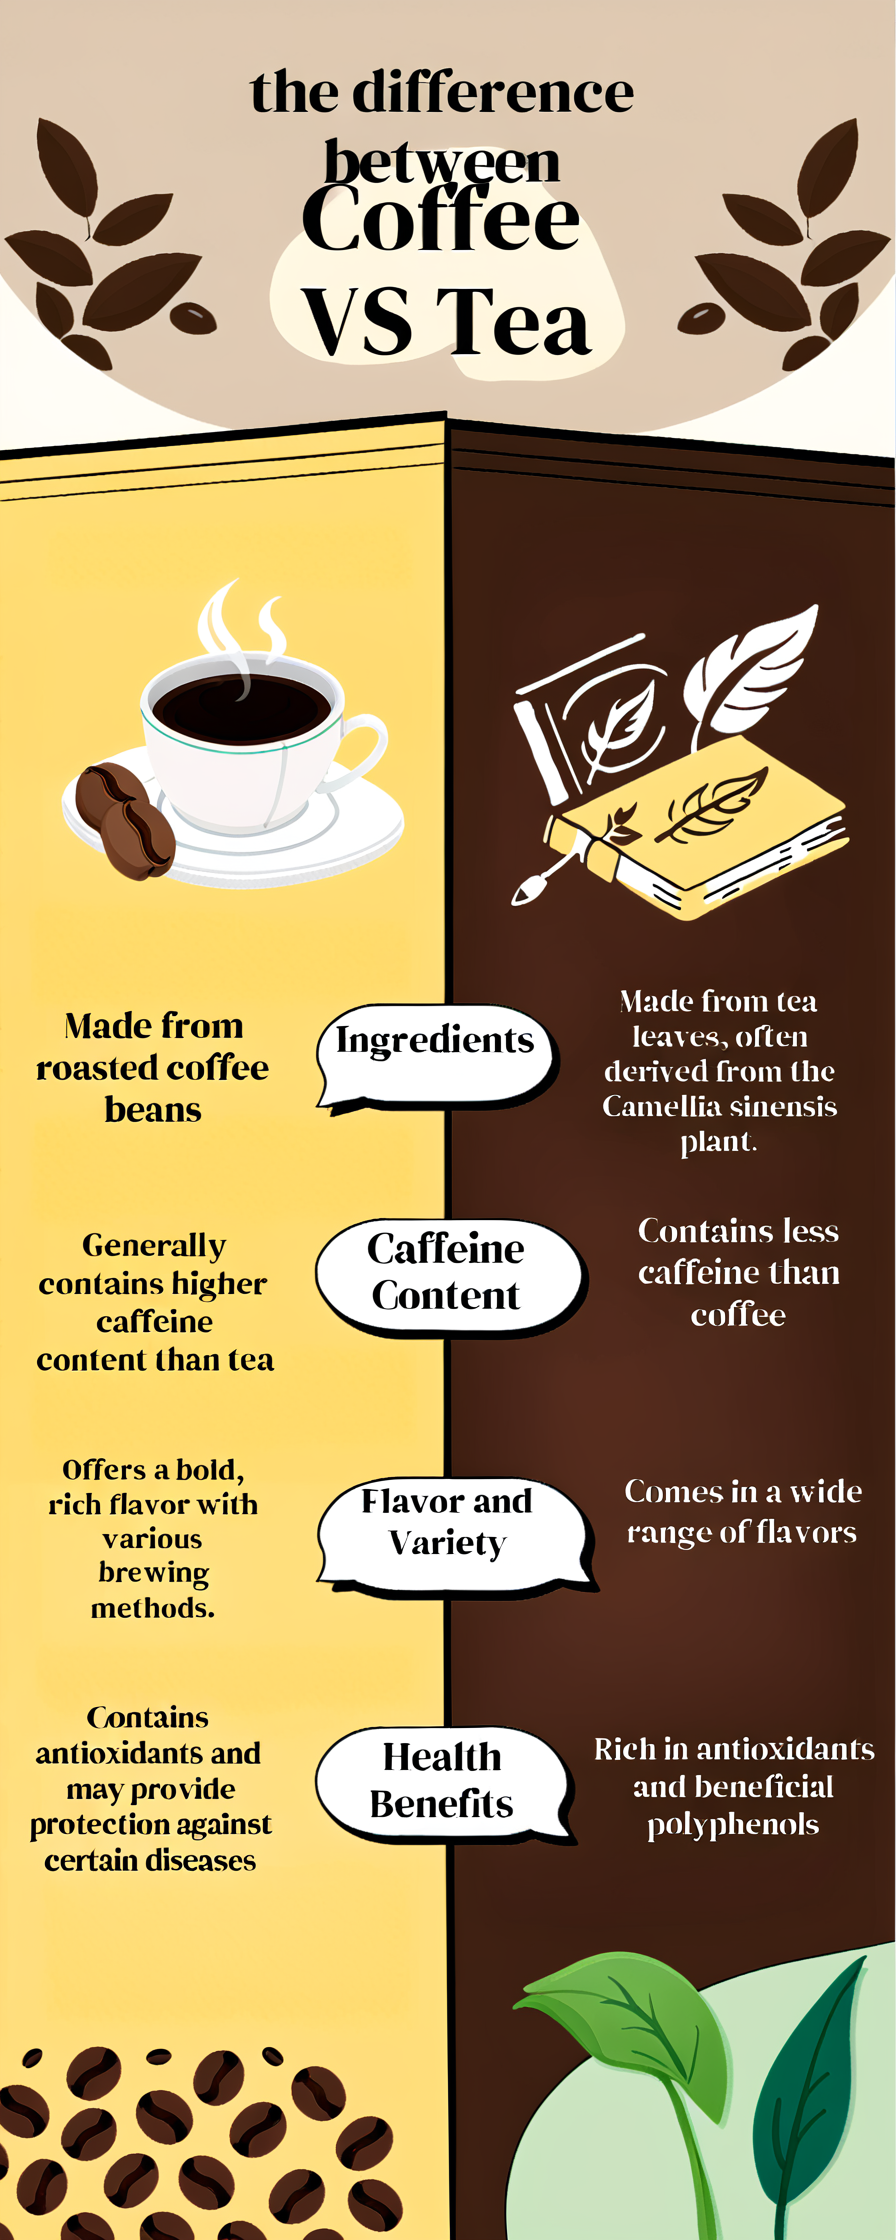 the difference
between
Coffee
VS Tea
Made from
roasted coffee
beans
Ingredients
Made from tea
leaves, often
derived from the
Camellia sinensis
plant.
Generally
contains higher
caffeine
content than tea
Caffeine
Content
Contains less
caffeine than
coffee
Offers a bold,
rich flavor with
various
brewing
methods.
Flavor and
Variety
Comes in a wide
range of flavors
Contains
antioxidants and
may provide
protection against
certain diseases
Health
Benefits
Rich in antioxidants
and beneficial
polyphenols